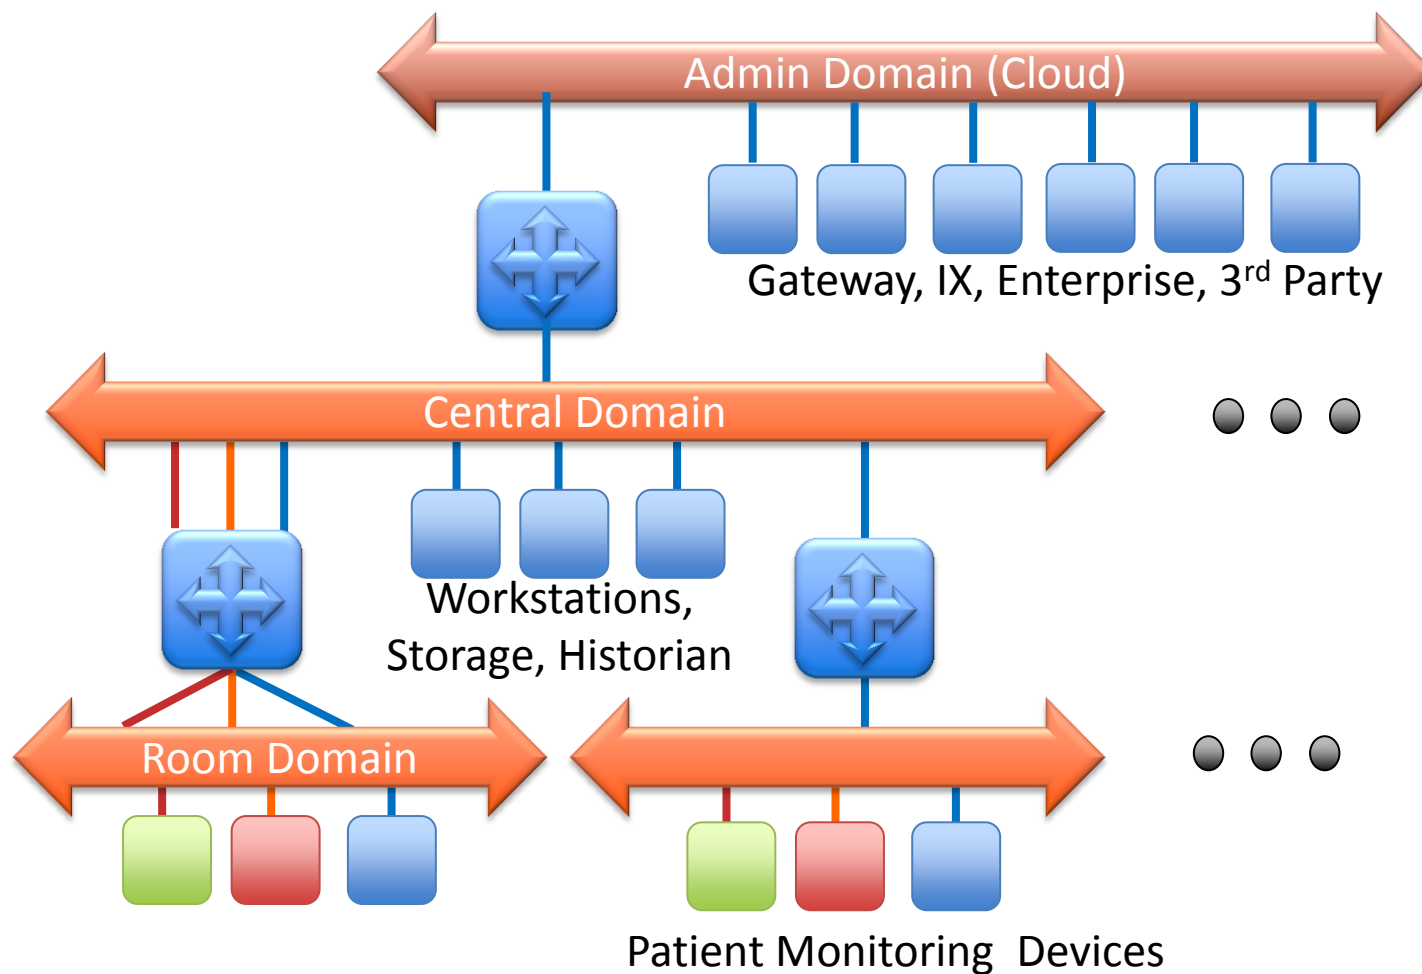 Admin Domain (Cloud)
Gateway, IX, Enterprise, 3rd Party
Central Domain
Workstations,
Storage, Historian
Room Domain
Patient Monitoring  Devices